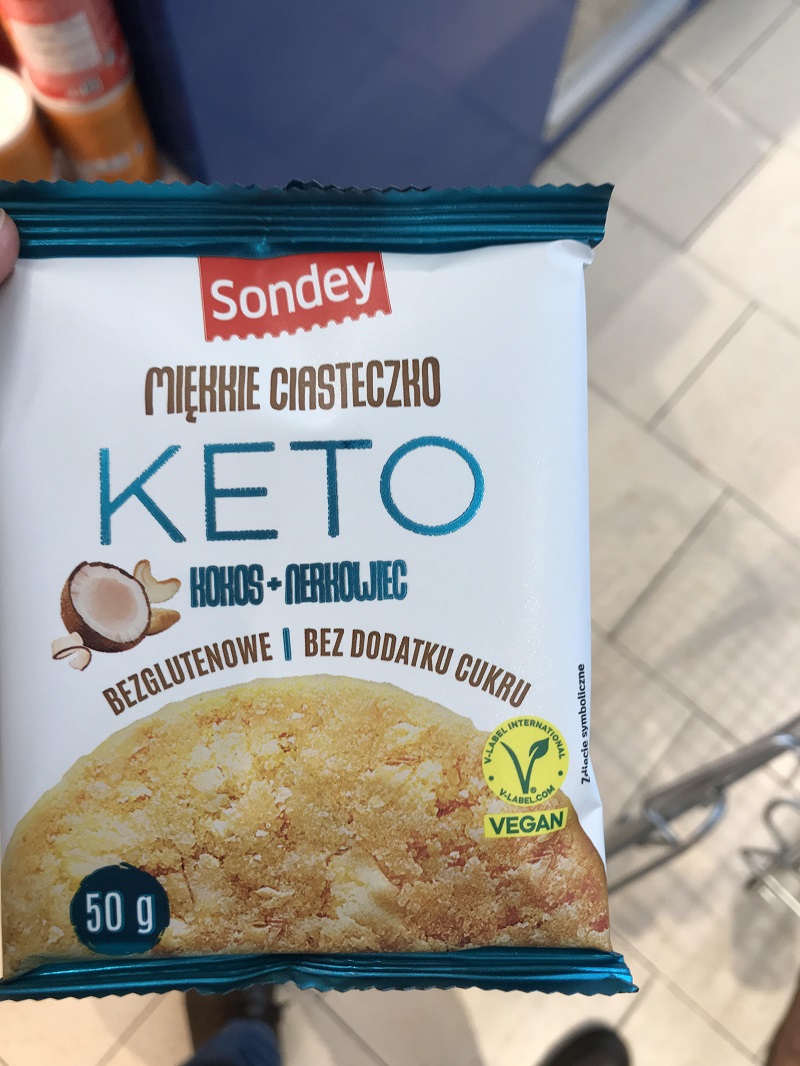 Sondey
MIĘKKIE CIASTECZKO
KETO
KOKOS + NERKOWIEC
BEZGLUTENOWE | BEZ DODATKU CUKRU
Zdjęcie symboliczne
V-LABEL INTERNATIONAL
V-LABEL.COM
VEGAN
50 g